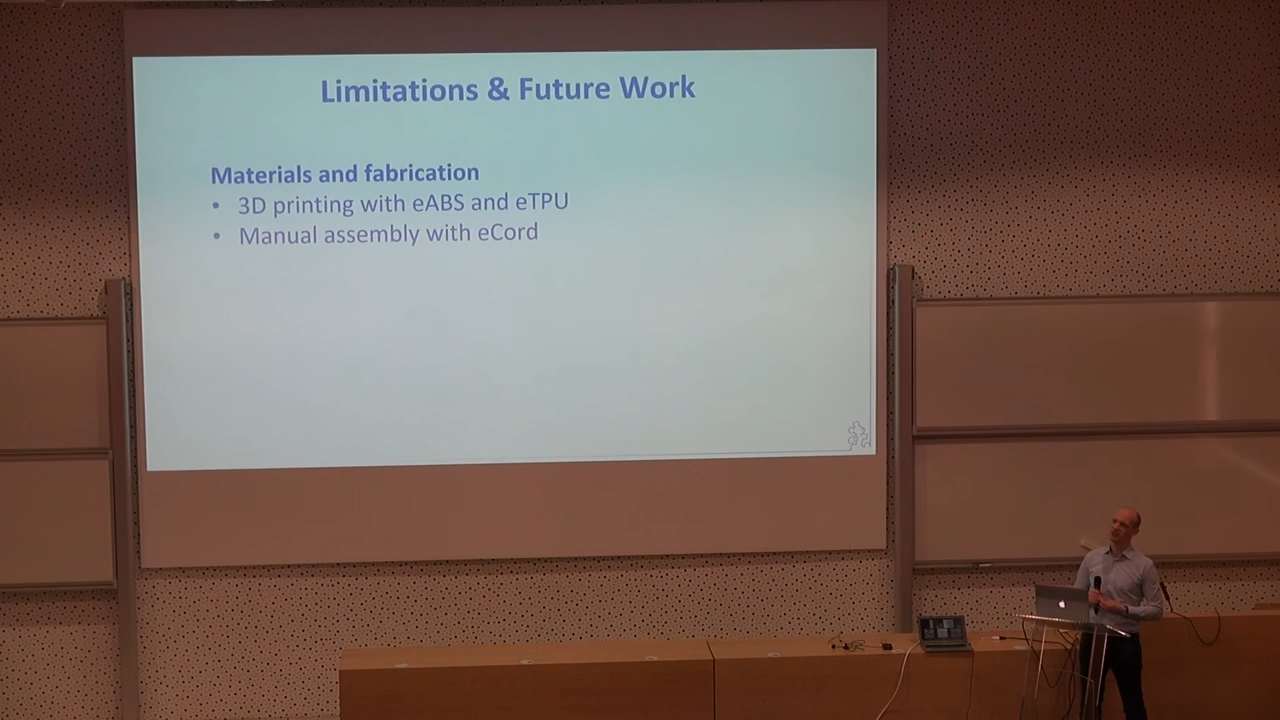 Limitations & Future Work
Materials and fabrication
• 3D printing with eABS and eTPU
• Manual assembly with eCord